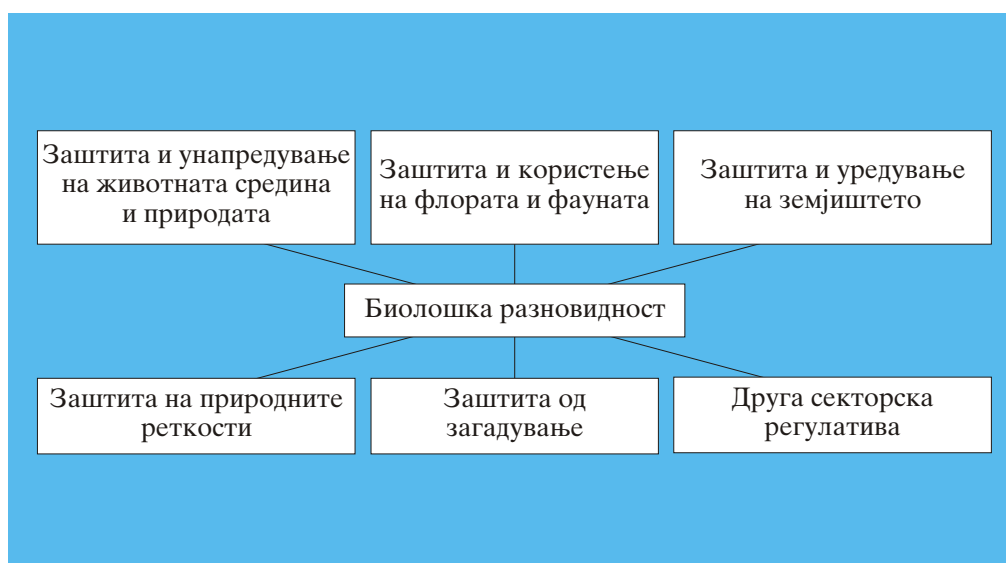 Заштита и унапредување
на животната средина
и природата
Заштита и користење
на флората и фауната
Заштита и уредување
на земјиштето
Биолошка разновидност
Заштита на природните
реткости
Заштита од
загадување
Друга секторска
регулатива